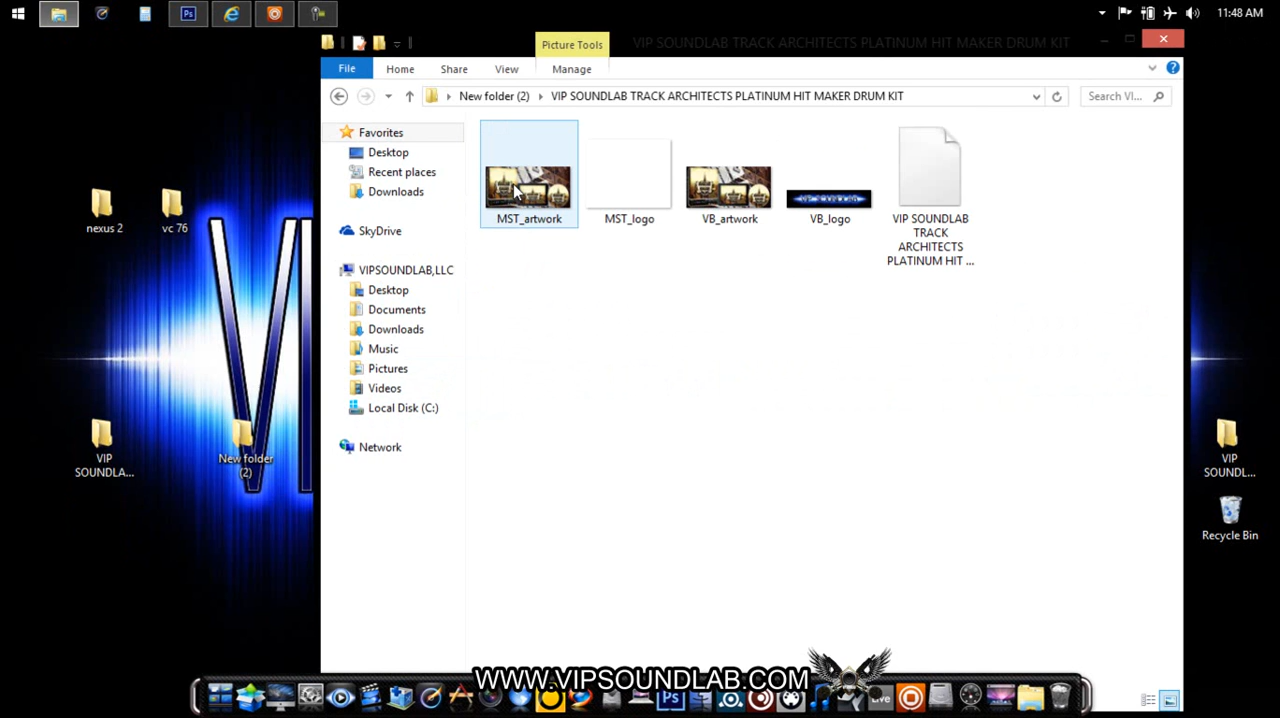 11:48 AM
Picture Tools
VIP SOUNDLAB TRACK ARCHITECTS PLATINUM HIT MAKER DRUM KIT
File
Home
Share
View
Manage
New folder (2)
VIP SOUNDLAB TRACK ARCHITECTS PLATINUM HIT MAKER DRUM KIT
Search VI...
Favorites
Desktop
Recent places
Downloads
SkyDrive
VIPSOUNDLAB,LLC
Desktop
Documents
Downloads
Music
Pictures
Videos
Local Disk (C:)
Network
MST_artwork
MST_logo
VB_artwork
VB_logo
VIP SOUNDLAB
TRACK
ARCHITECTS
PLATINUM HIT ...
nexus 2
vc 76
VIP
SOUNDLA...
New folder
(2)
VIP
SOUNDL...
Recycle Bin
WWW.VIPSOUNDLAB.COM
Ps
Ps
Live